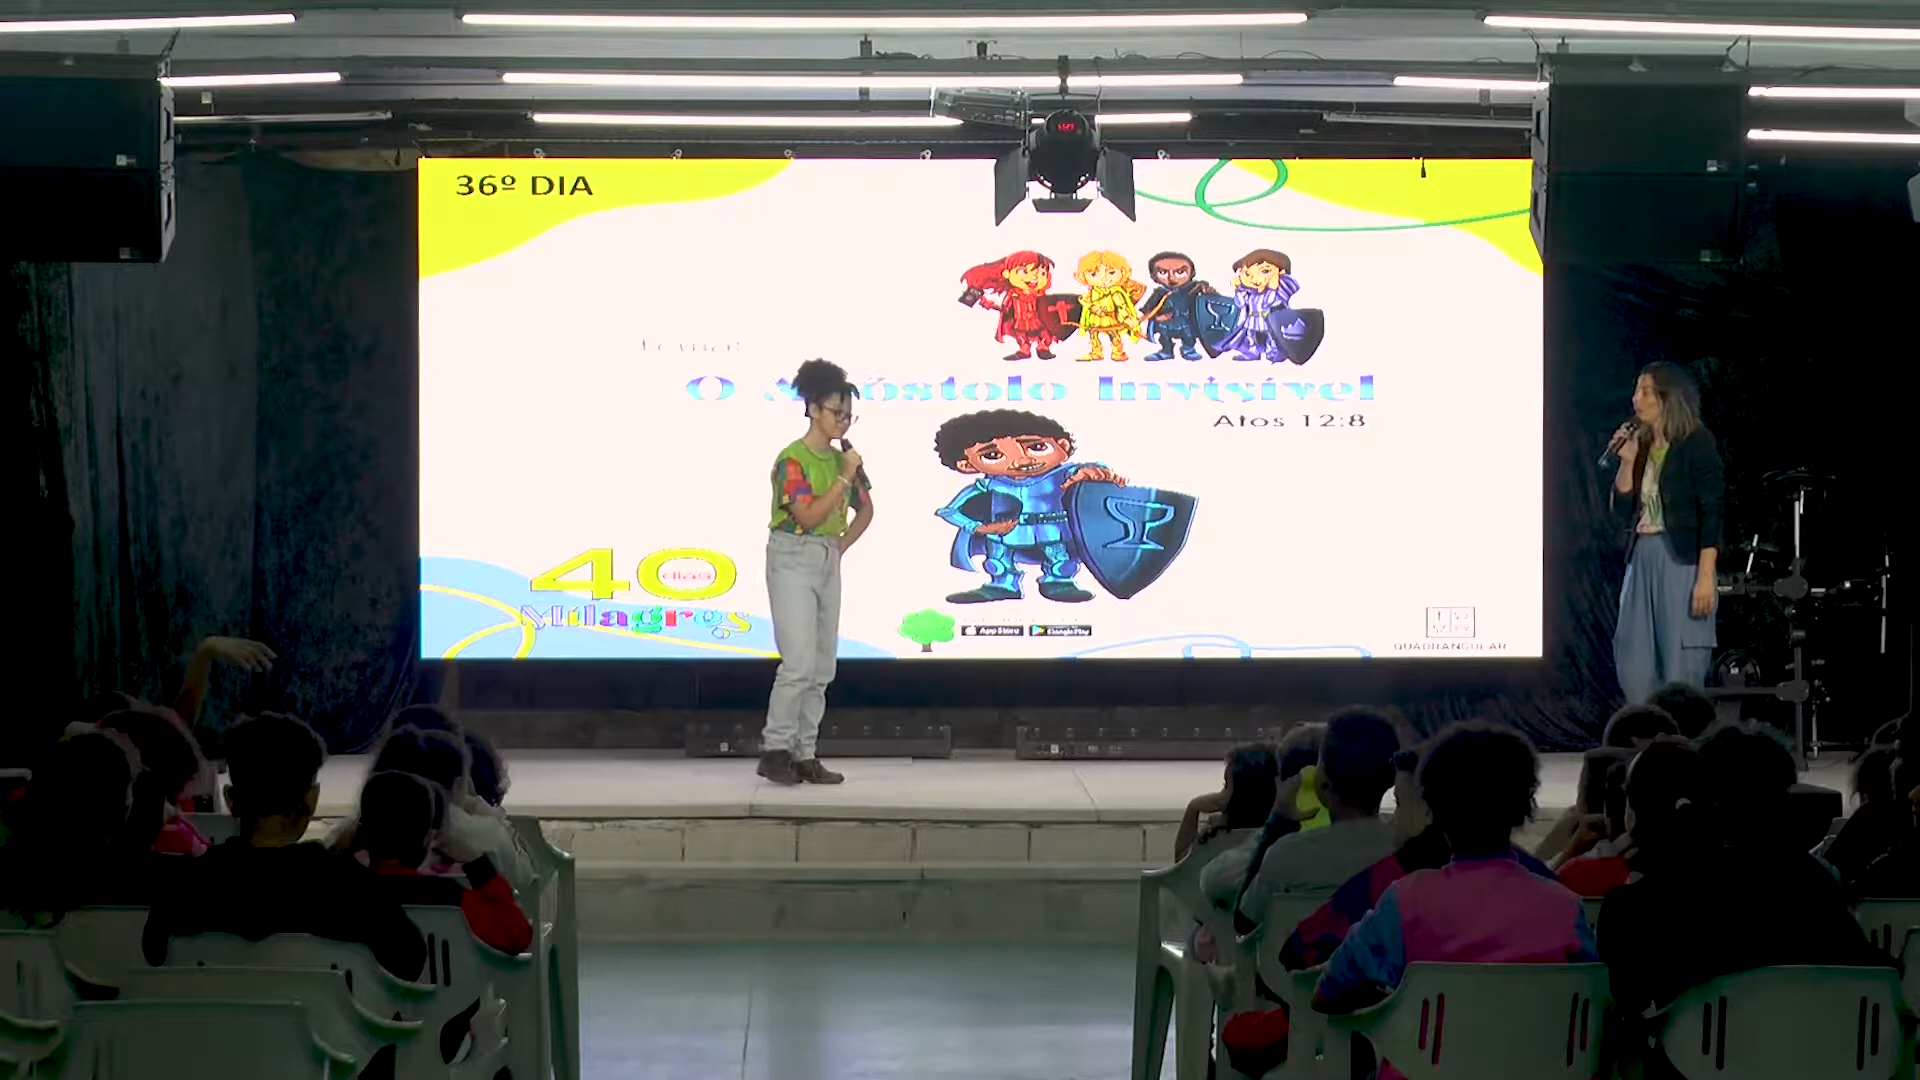 36º DIA
O Apóstolo Invisível
Atos 12:8
40
dias
Milagres
App Store
Google Play
QUADRANGULAR